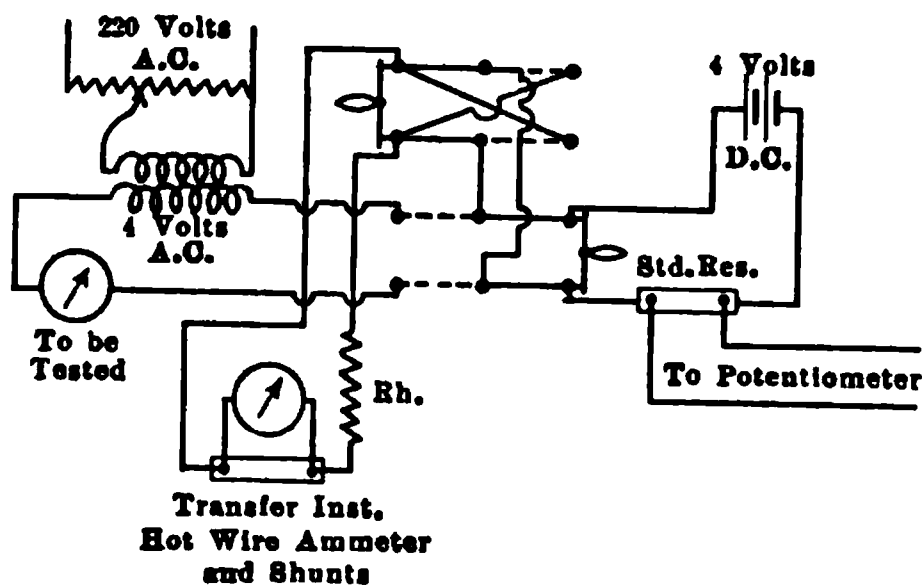 220 Volts
A.C.
4 Volts
D.C.
4 Volts
A.C.
Std.Res.
To be
Tested
Rh.
To Potentiometer
Transfer Inst.
Hot Wire Ammeter
and Shunts